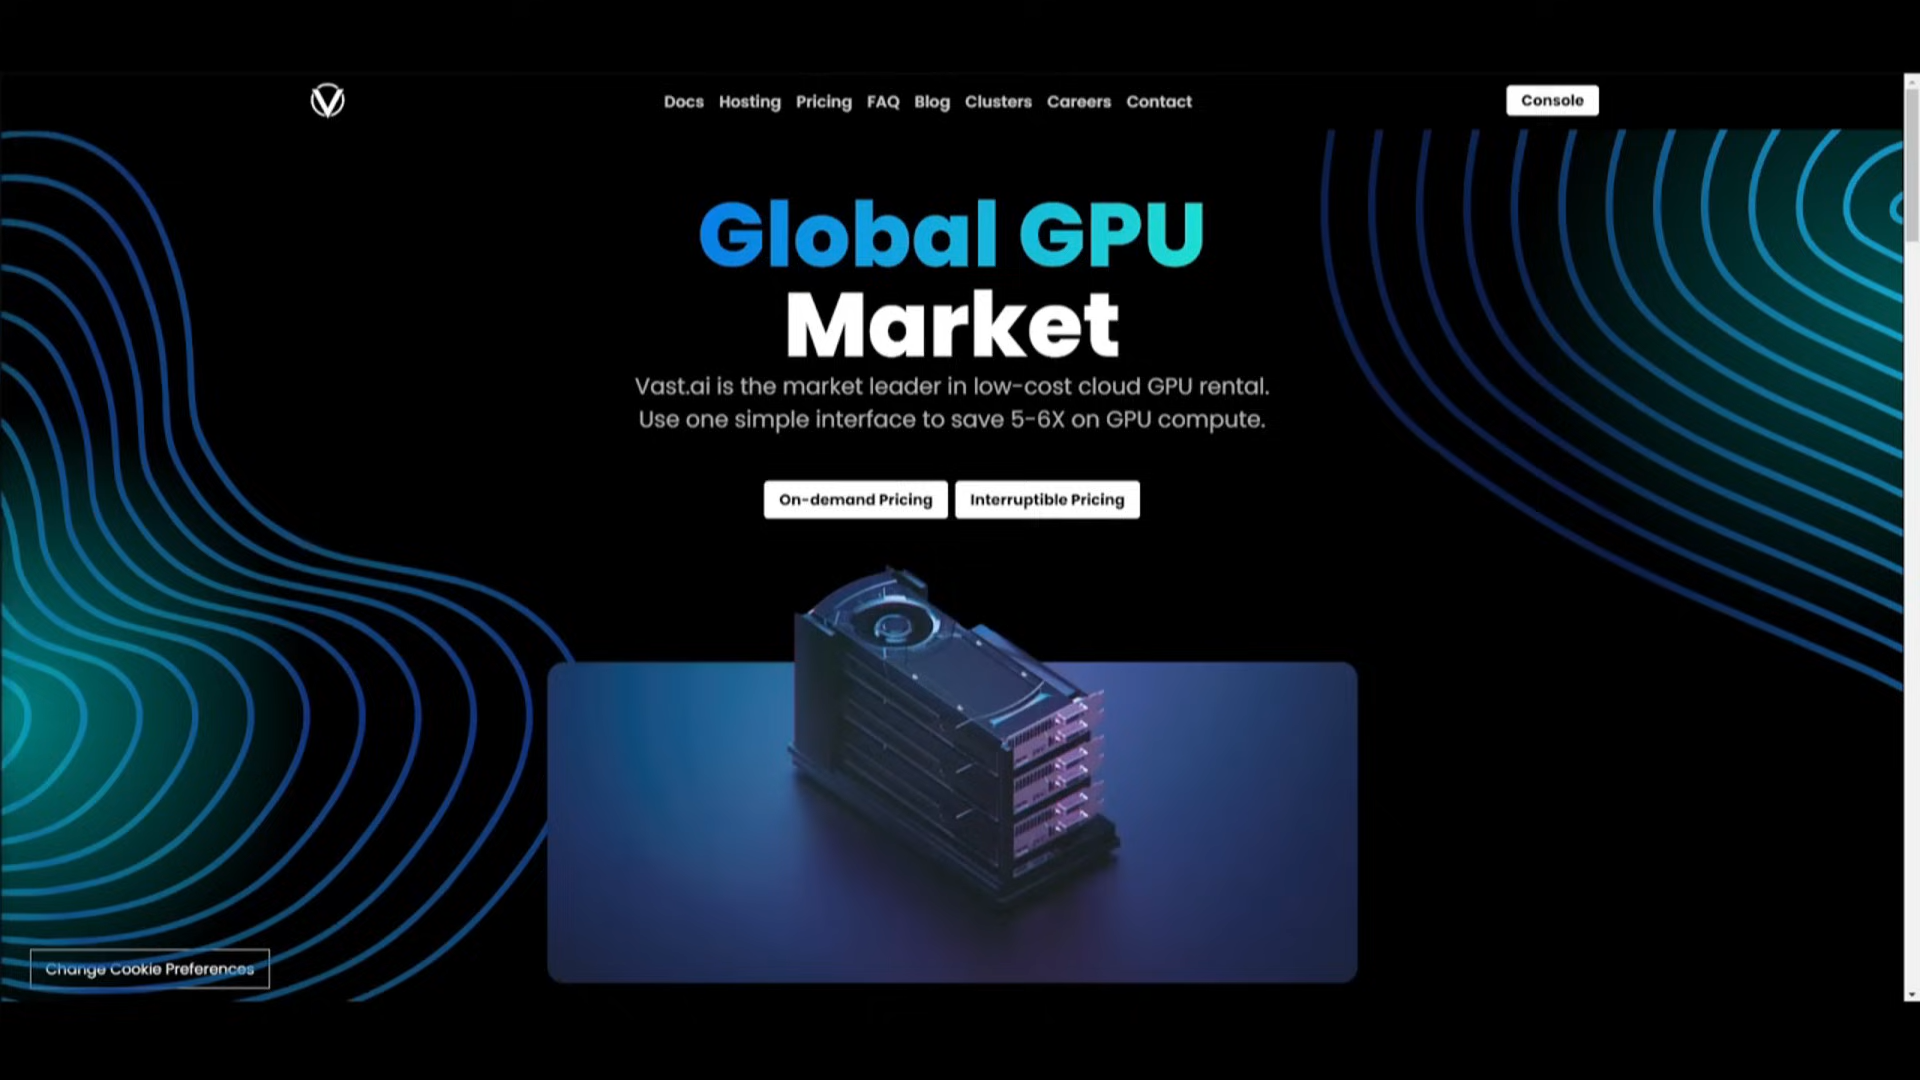 Docs Hosting Pricing FAQ Blog Clusters Careers Contact
Console
Global GPU
Market
Vast.ai is the market leader in low-cost cloud GPU rental.
Use one simple interface to save 5-6X on GPU compute.
On-demand Pricing Interruptible Pricing
Change Cookie Preferences